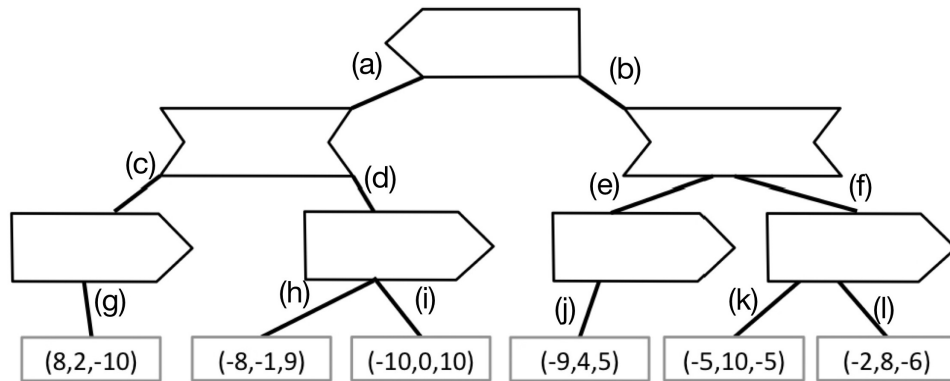 (a)
(b)
(c)
(d)
(e)
(f)
(g)
(h)
(i)
(j)
(k)
(l)
(8,2,-10)
(-8,-1,9)
(-10,0,10)
(-9,4,5)
(-5,10,-5)
(-2,8,-6)